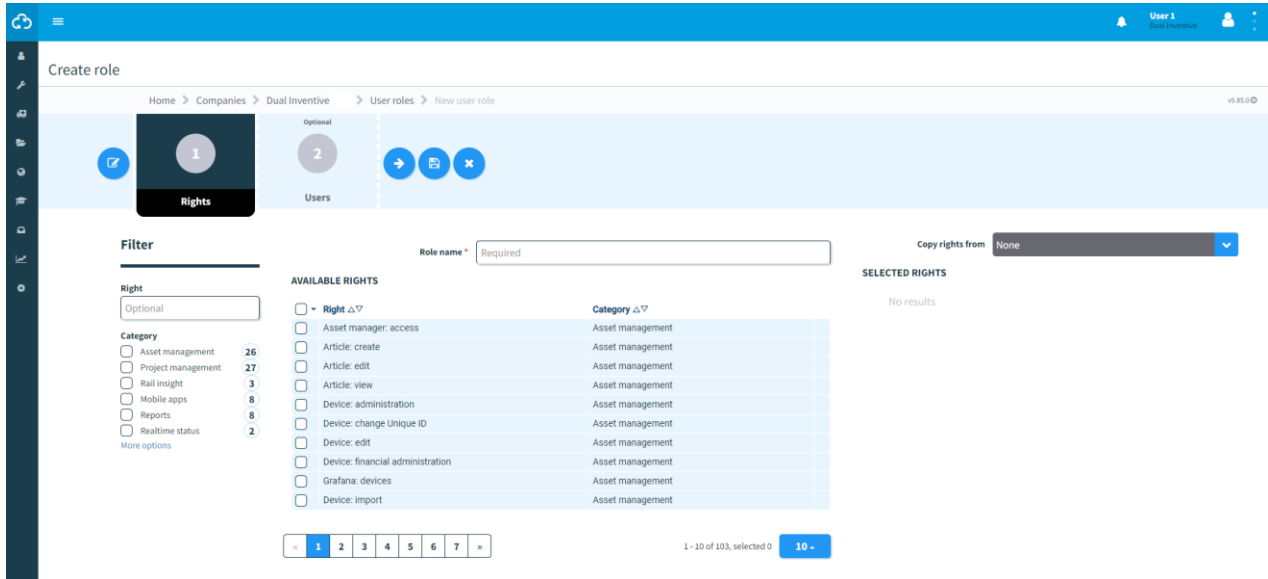 User 1
Dual Inventive
Create role
Home > Companies > Dual Inventive > User roles > New user role
v5.85.0
1
Rights
Optional
2
Users
Filter
Role name * Required
Copy rights from None
AVAILABLE RIGHTS
SELECTED RIGHTS
No results
Right
Optional
Category
Asset management 26
Project management 27
Rail insight 3
Mobile apps 8
Reports 8
Realtime status 2
More options
Right Category
Asset manager: access Asset management
Article: create Asset management
Article: edit Asset management
Article: view Asset management
Device: administration Asset management
Device: change Unique ID Asset management
Device: edit Asset management
Device: financial administration Asset management
Grafana: devices Asset management
Device: import Asset management
« 1 2 3 4 5 6 7 »
1 - 10 of 103, selected 0 10